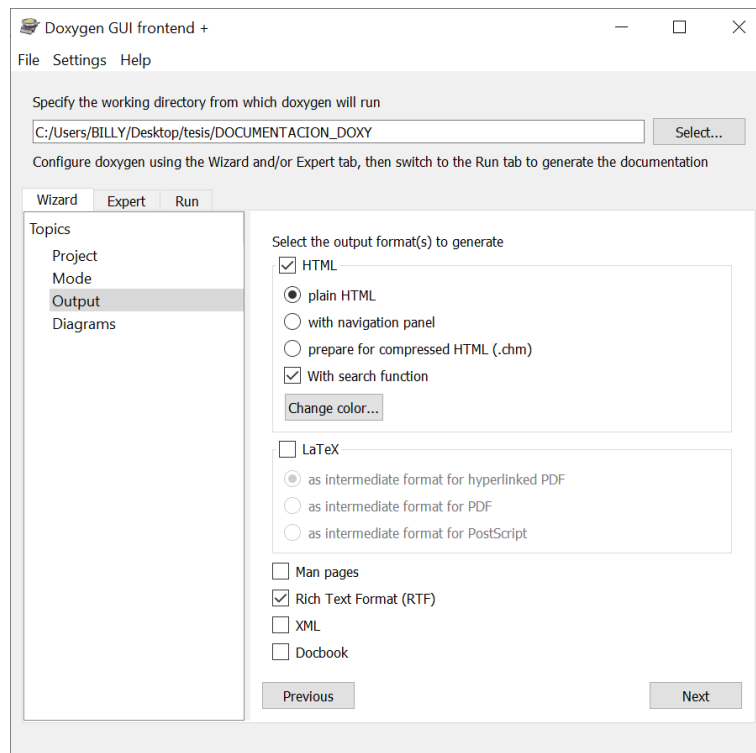 Doxygen GUI frontend +
File Settings Help
Specify the working directory from which doxygen will run
C:/Users/BILLY/Desktop/tesis/DOCUMENTACION_DOXY
Select...
Configure doxygen using the Wizard and/or Expert tab, then switch to the Run tab to generate the documentation
Wizard Expert Run
Topics
Project
Mode
Output
Diagrams
Select the output format(s) to generate
HTML
plain HTML
with navigation panel
prepare for compressed HTML (.chm)
With search function
Change color...
LaTeX
as intermediate format for hyperlinked PDF
as intermediate format for PDF
as intermediate format for PostScript
Man pages
Rich Text Format (RTF)
XML
Docbook
Previous Next